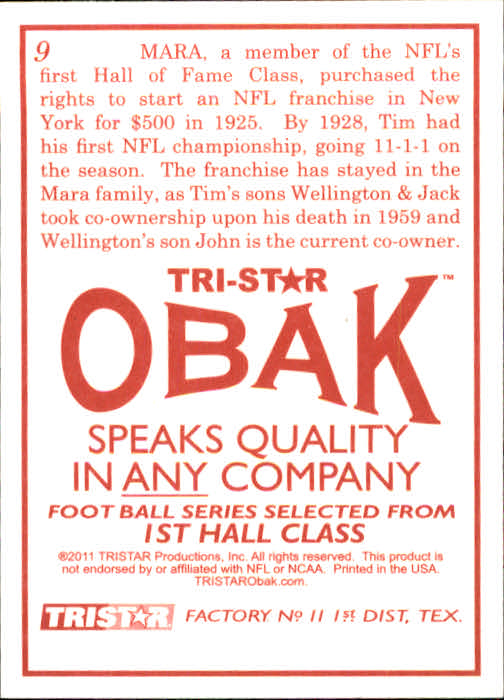 9 MARA, a member of the NFL's
first Hall of Fame Class, purchased the
rights to start an NFL franchise in New
York for $500 in 1925. By 1928, Tim had
his first NFL championship, going 11-1-1 on
the season. The franchise has stayed in the
Mara family, as Tim's sons Wellington & Jack
took co-ownership upon his death in 1959 and
Wellington's son John is the current co-owner.
TRI-ST★R
OBAK™
SPEAKS QUALITY
IN ANY COMPANY
FOOT BALL SERIES SELECTED FROM
1ST HALL CLASS
©2011 TRISTAR Productions, Inc. All rights reserved. This product is
not endorsed by or affiliated with NFL or NCAA. Printed in the USA.
TRISTARObak.com.
TRIST★R FACTORY Nº 11 1ST DIST, TEX.